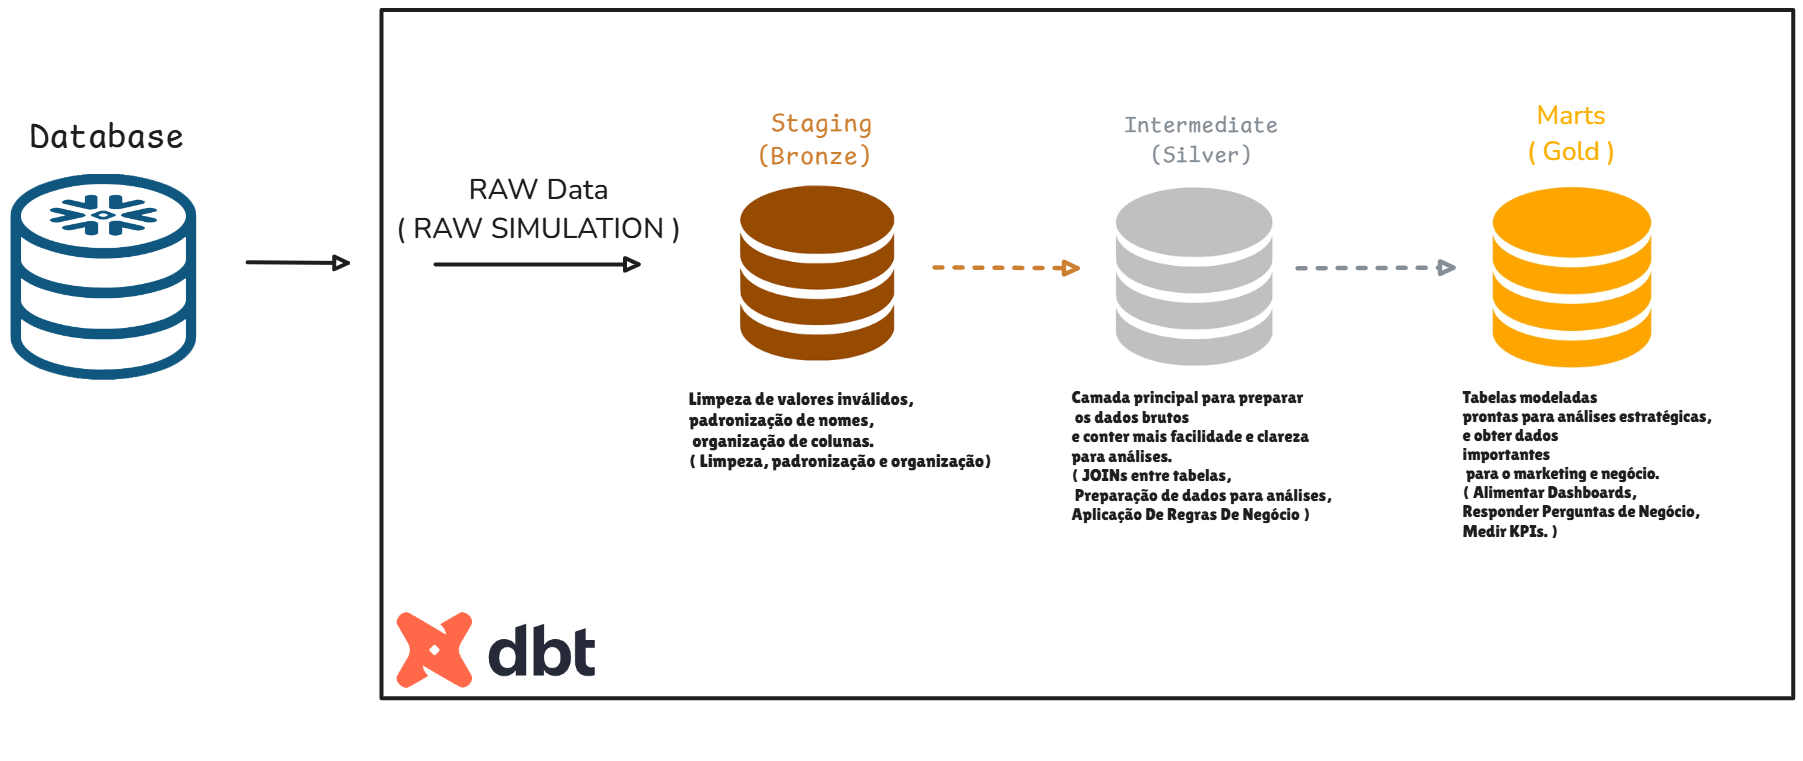 Database
RAW Data
( RAW SIMULATION )
Staging
(Bronze)
Intermediate
(Silver)
Marts
( Gold )
Limpeza de valores inválidos,
padronização de nomes,
organização de colunas.
( Limpeza, padronização e organização)
Camada principal para preparar
os dados brutos
e conter mais facilidade e clareza
para análises.
( JOINs entre tabelas,
Preparação de dados para análises,
Aplicação De Regras De Negócio )
Tabelas modeladas
prontas para análises estratégicas,
e obter dados
importantes
para o marketing e negócio.
( Alimentar Dashboards,
Responder Perguntas de Negócio,
Medir KPIs. )
dbt